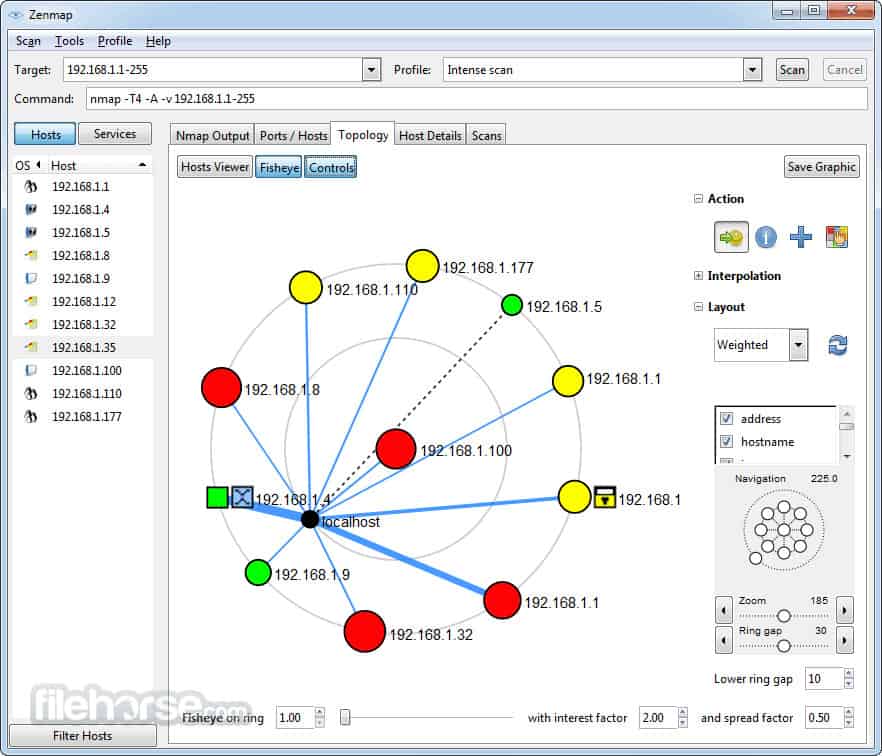 Zenmap
Scan Tools Profile Help
Target: 192.168.1.1-255 Profile: Intense scan Scan Cancel
Command: nmap -T4 -A -v 192.168.1.1-255
Hosts Services
Nmap Output Ports / Hosts Topology Host Details Scans
OS Host
192.168.1.1
192.168.1.4
192.168.1.5
192.168.1.8
192.168.1.9
192.168.1.12
192.168.1.32
192.168.1.35
192.168.1.100
192.168.1.110
192.168.1.177
Hosts Viewer Fisheye Controls Save Graphic
192.168.1.177
192.168.1.110
192.168.1.5
192.168.1.1
192.168.1.8
192.168.1.100
192.168.1.4
192.168.1
localhost
192.168.1.9
192.168.1.1
192.168.1.32
Action
Interpolation
Layout
Weighted
address
hostname
Navigation 225.0
Zoom 185
Ring gap 30
Lower ring gap 10
filehorse.com
Fisheye on ring 1.00 with interest factor 2.00 and spread factor 0.50
Filter Hosts